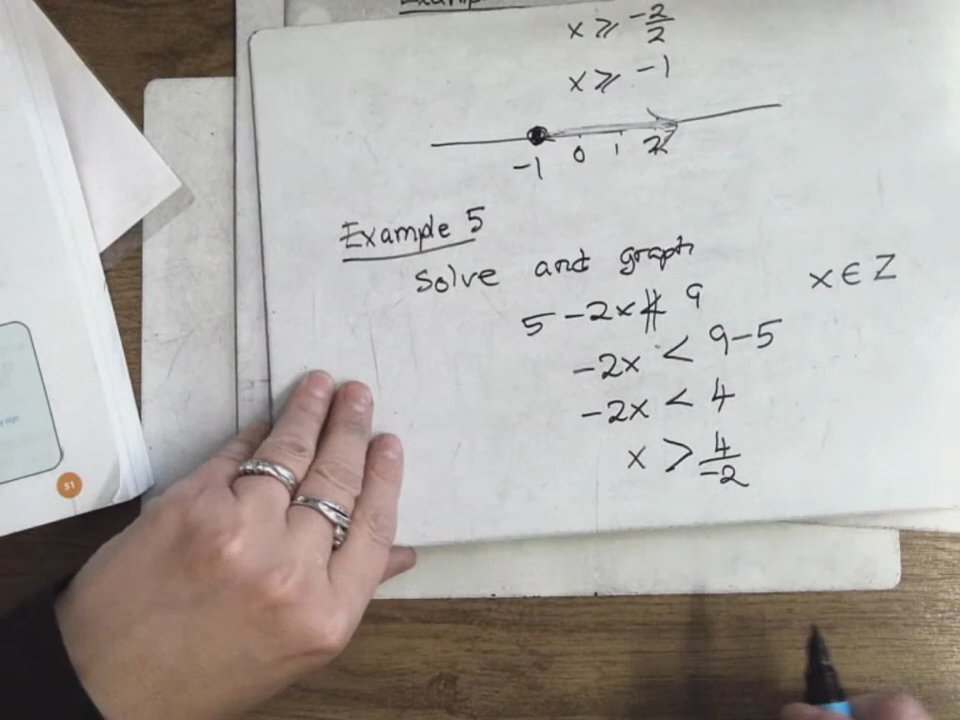 x ≥ -2/2
x ≥ -1
-1 0 1 2
Example 5
Solve and graph
x ∈ Z
5 - 2x < 9
-2x < 9-5
-2x < 4
x > 4/-2
51